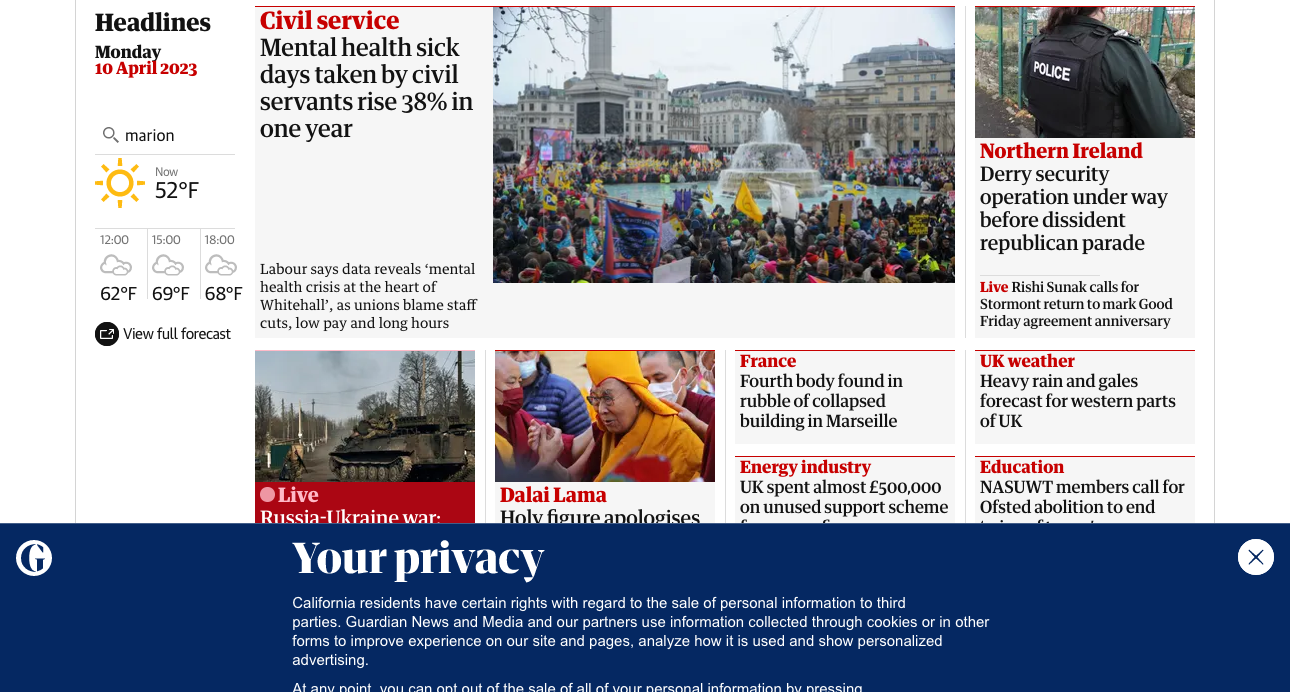 Headlines
Monday
10 April 2023
marion
Now
52°F
12:00
62°F
15:00
69°F
18:00
68°F
View full forecast
Civil service
Mental health sick
days taken by civil
servants rise 38% in
one year
Labour says data reveals ‘mental
health crisis at the heart of
Whitehall’, as unions blame staff
cuts, low pay and long hours
POLICE
Northern Ireland
Derry security
operation under way
before dissident
republican parade
Live Rishi Sunak calls for
Stormont return to mark Good
Friday agreement anniversary
Live
Russia-Ukraine war:
Dalai Lama
Holy figure apologises
France
Fourth body found in
rubble of collapsed
building in Marseille
Energy industry
UK spent almost £500,000
on unused support scheme
UK weather
Heavy rain and gales
forecast for western parts
of UK
Education
NASUWT members call for
Ofsted abolition to end
G
Your privacy
California residents have certain rights with regard to the sale of personal information to third
parties. Guardian News and Media and our partners use information collected through cookies or in other
forms to improve experience on our site and pages, analyze how it is used and show personalized
advertising.
At any point, you can opt out of the sale of all of your personal information by pressing